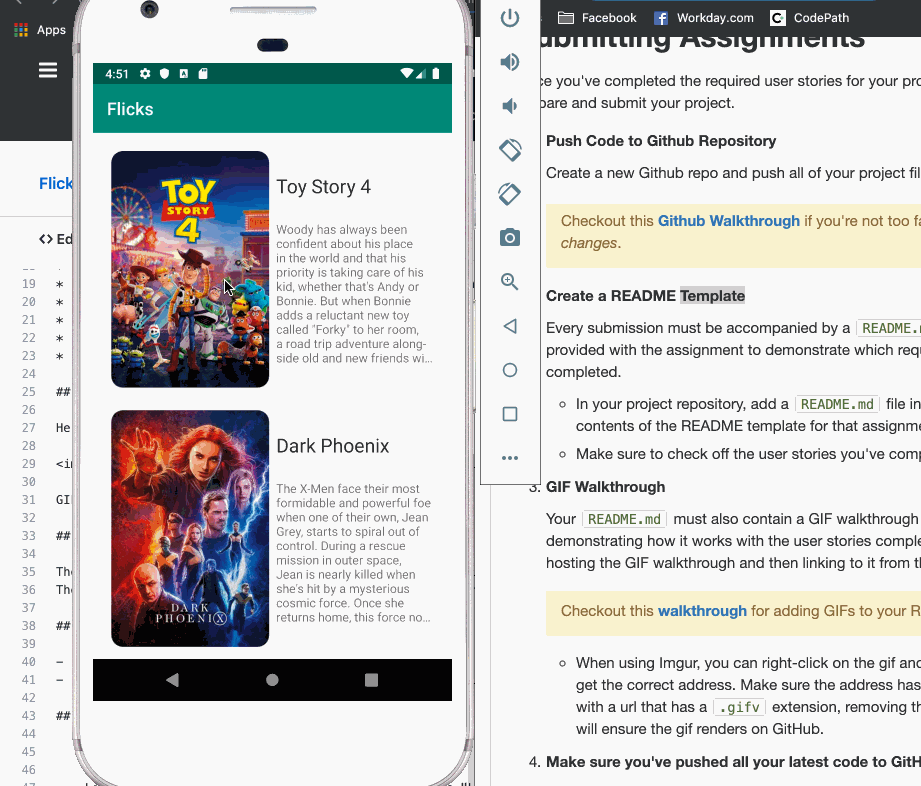 Apps
Facebook
Workday.com
CodePath
Flick
<> Ed
19 *
20 *
21 *
22 *
23 *
24
25 ##
26
27 He
28
29 <in
30
31 GI
32
33 ##
34
35 Th
36 The
37
38 ##
39
40 -
41 -
42
43 ##
44
45
46
4:51
Flicks
TOY
STORY
4
Toy Story 4
Woody has always been
confident about his place
in the world and that his
priority is taking care of his
kid, whether that's Andy or
Bonnie. But when Bonnie
adds a reluctant new toy
called "Forky" to her room,
a road trip adventure along-
side old and new friends wi...
DARK
PHOENIX
Dark Phoenix
The X-Men face their most
formidable and powerful foe
when one of their own, Jean
Grey, starts to spiral out of
control. During a rescue
mission in outer space,
Jean is nearly killed when
she's hit by a mysterious
cosmic force. Once she
returns home, this force no...
ubmitting Assignments
ce you've completed the required user stories for your pro
pare and submit your project.
Push Code to Github Repository
Create a new Github repo and push all of your project fil
Checkout this Github Walkthrough if you're not too fa
changes.
Create a README Template
Every submission must be accompanied by a README.m
provided with the assignment to demonstrate which requ
completed.
In your project repository, add a README.md file in
contents of the README template for that assignme
Make sure to check off the user stories you've comp
3. GIF Walkthrough
Your README.md must also contain a GIF walkthrough
demonstrating how it works with the user stories comple
hosting the GIF walkthrough and then linking to it from th
Checkout this walkthrough for adding GIFs to your R
When using Imgur, you can right-click on the gif and
get the correct address. Make sure the address has
with a url that has a .gifv extension, removing th
will ensure the gif renders on GitHub.
4. Make sure you've pushed all your latest code to GitH